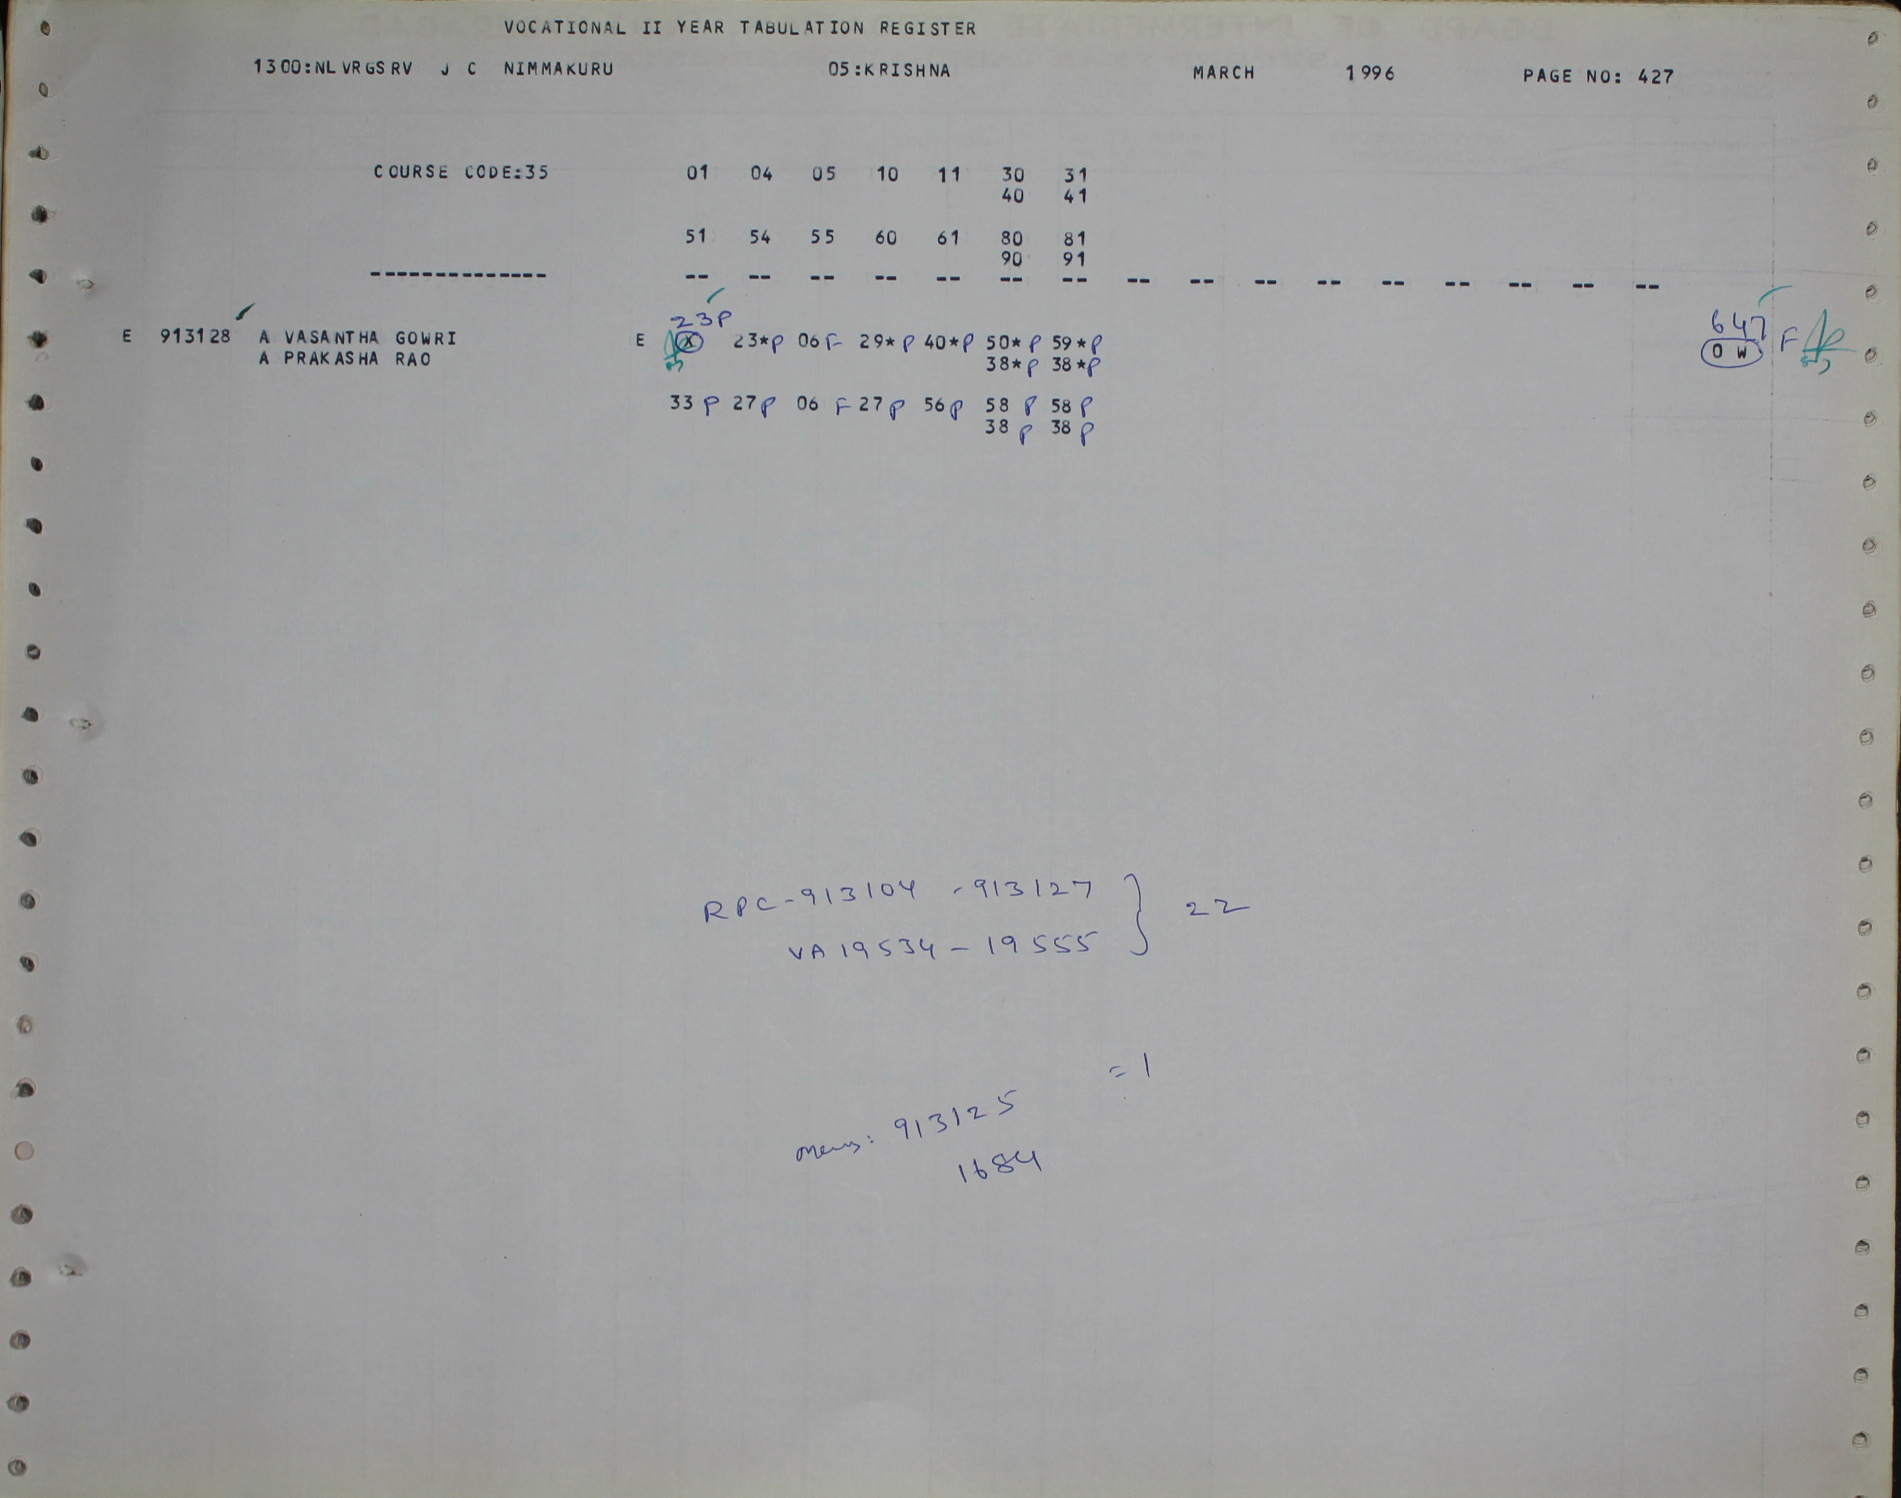 VOCATIONAL II YEAR TABULATION REGISTER
1300:NLVRGSRV J C NIMMAKURU 05:KRISHNA MARCH 1996 PAGE NO: 427
COURSE CODE:35 01 04 05 10 11 30 31
40 41
51 54 55 60 61 80 81
90 91
-------------- -- -- -- -- -- -- -- -- -- -- -- -- -- -- -- --
23P 647
E 913128 A VASANTHA GOWRI E X 23*P 06 F 29*P 40*P 50*P 59*P O W F
A PRAKASHA RAO 38*P 38*P
33 P 27P 06 F 27P 56P 58 P 58 P
38 P 38 P
RPC-913104 -913127 } 22
VA 19534 - 19555
= 1
913125
1684